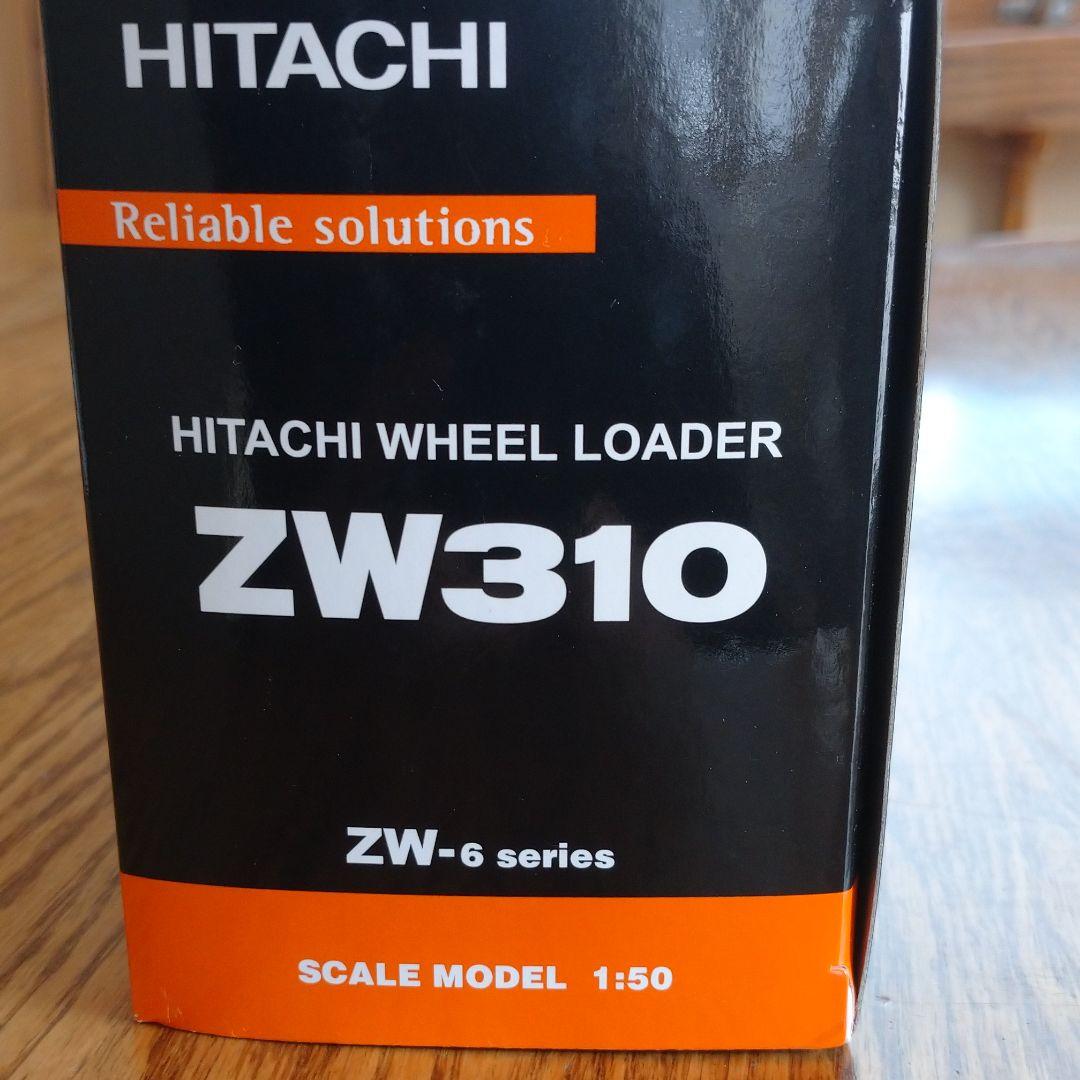 HITACHI
Reliable solutions
HITACHI WHEEL LOADER
ZW310
ZW-6 series
SCALE MODEL 1:50